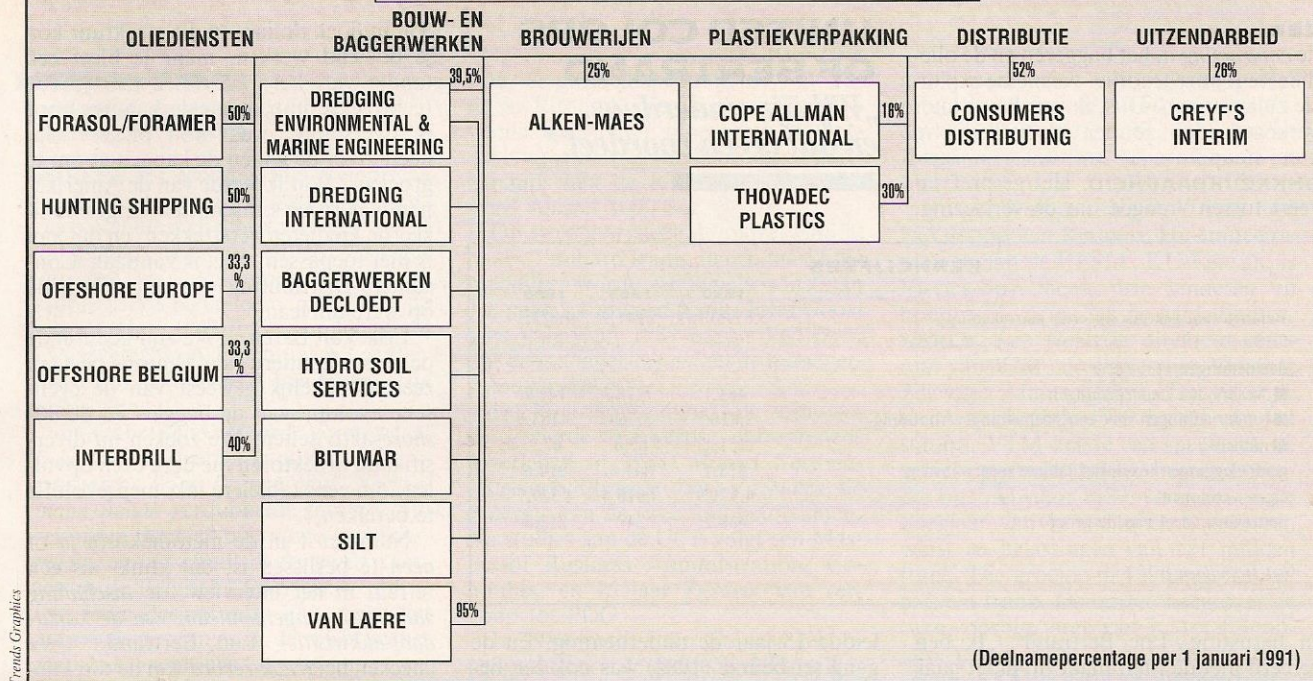 OLIEDIENSTEN
BOUW- EN
BAGGERWERKEN
BROUWERIJEN
PLASTIEKVERPAKKING
DISTRIBUTIE
UITZENDARBEID
39,5%
25%
52%
26%
FORASOL/FORAMER
50%
HUNTING SHIPPING
50%
OFFSHORE EUROPE
33,3
%
OFFSHORE BELGIUM
33,3
%
INTERDRILL
40%
DREDGING
ENVIRONMENTAL &
MARINE ENGINEERING
DREDGING
INTERNATIONAL
BAGGERWERKEN
DECLOEDT
HYDRO SOIL
SERVICES
BITUMAR
SILT
VAN LAERE
95%
ALKEN-MAES
COPE ALLMAN
INTERNATIONAL
18%
THOVADEC
PLASTICS
30%
CONSUMERS
DISTRIBUTING
CREYF'S
INTERIM
(Deelnamepercentage per 1 januari 1991)
Trends Graphics